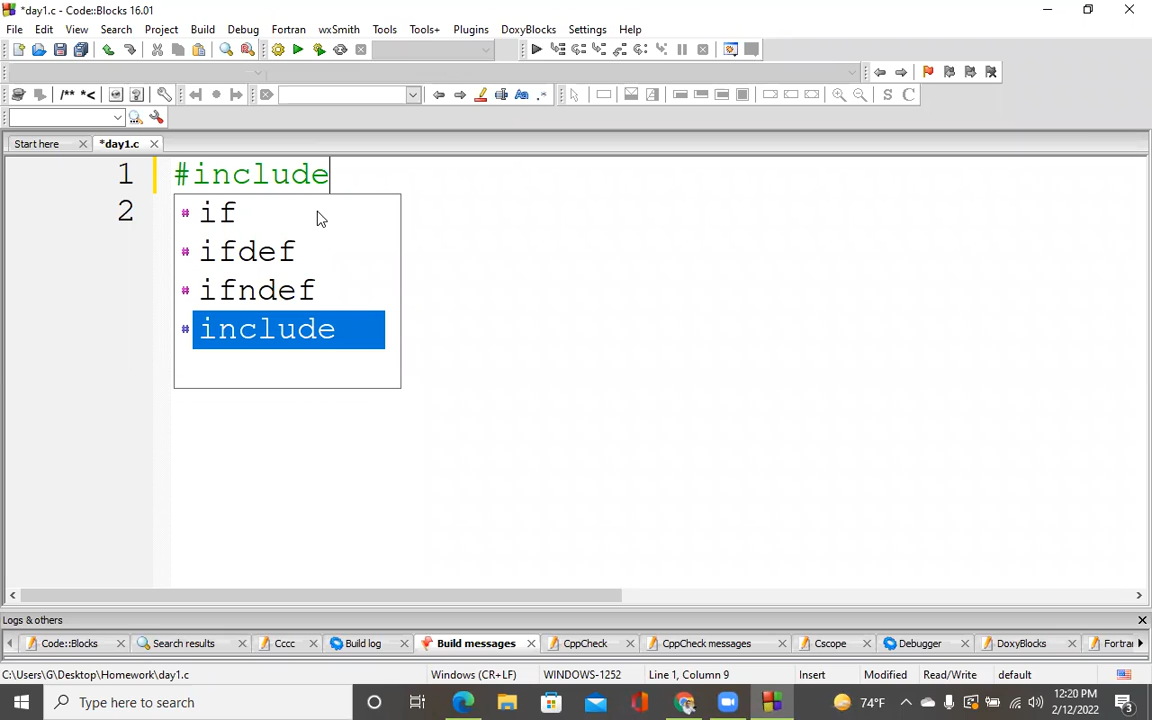 *day1.c - Code::Blocks 16.01
File Edit View Search Project Build Debug Fortran wxSmith Tools Tools+ Plugins DoxyBlocks Settings Help
/** *<
Aa .*
S C
Start here *day1.c
1 #include
2
# if
# ifdef
# ifndef
# include
Logs & others
Code::Blocks Search results Cccc Build log Build messages CppCheck CppCheck messages Cscope Debugger DoxyBlocks Fortra
C:\Users\G\Desktop\Homework\day1.c Windows (CR+LF) WINDOWS-1252 Line 1, Column 9 Insert Modified Read/Write default
Type here to search
74°F
12:20 PM
2/12/2022
3